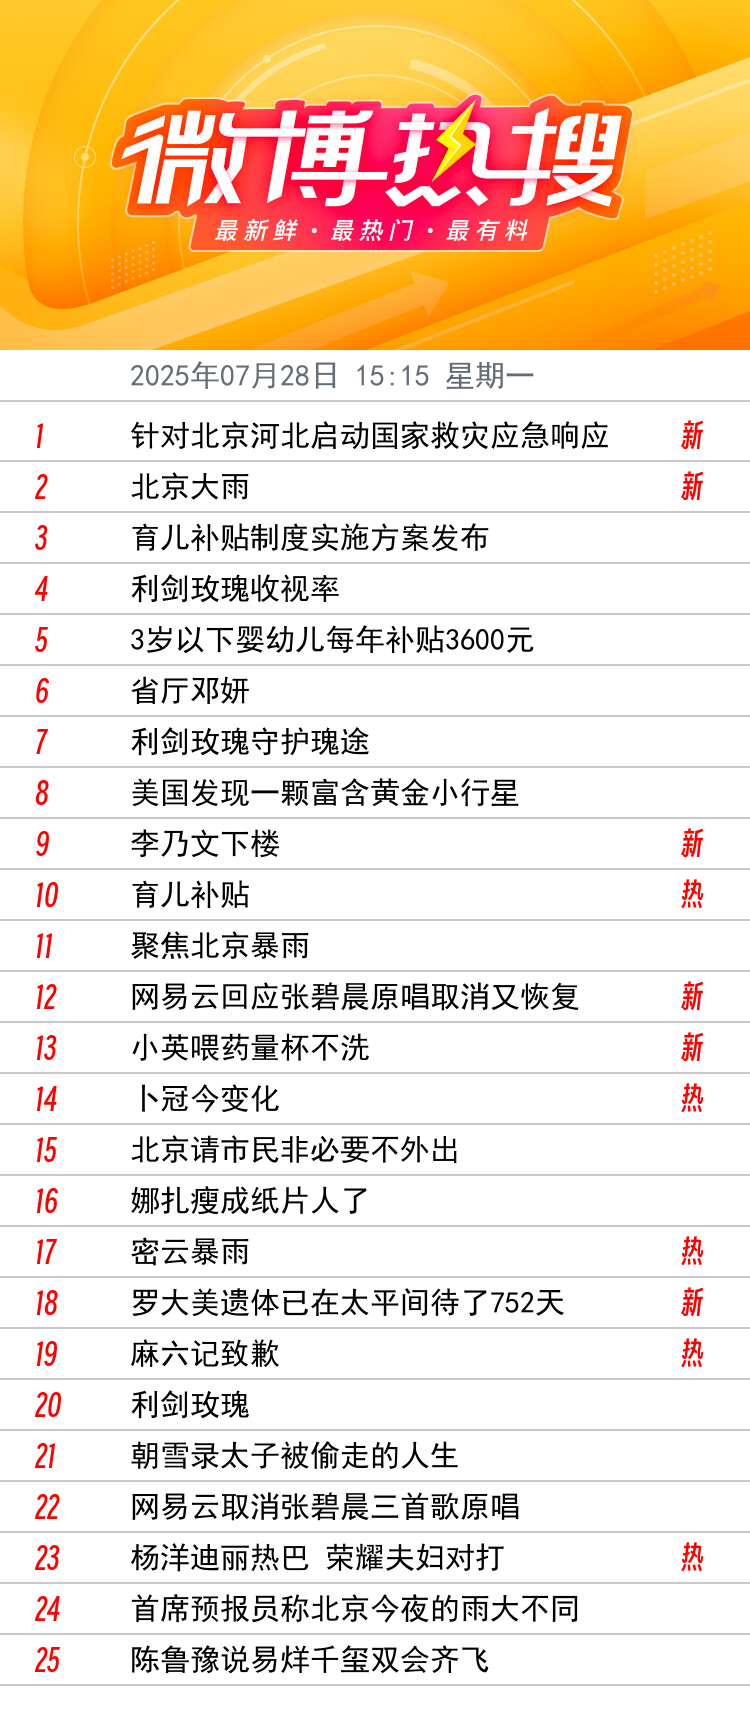 微博热搜
最新鲜·最热门·最有料
2025年07月28日 15:15 星期一
1 针对北京河北启动国家救灾应急响应 新
2 北京大雨 新
3 育儿补贴制度实施方案发布
4 利剑玫瑰收视率
5 3岁以下婴幼儿每年补贴3600元
6 省厅邓妍
7 利剑玫瑰守护瑰途
8 美国发现一颗富含黄金小行星
9 李乃文下楼 新
10 育儿补贴 热
11 聚焦北京暴雨
12 网易云回应张碧晨原唱取消又恢复 新
13 小英喂药量杯不洗 新
14 卜冠今变化 热
15 北京请市民非必要不外出
16 娜扎瘦成纸片人了
17 密云暴雨 热
18 罗大美遗体已在太平间待了752天 新
19 麻六记致歉 热
20 利剑玫瑰
21 朝雪录太子被偷走的人生
22 网易云取消张碧晨三首歌原唱
23 杨洋迪丽热巴 荣耀夫妇对打 热
24 首席预报员称北京今夜的雨大不同
25 陈鲁豫说易烊千玺双会齐飞